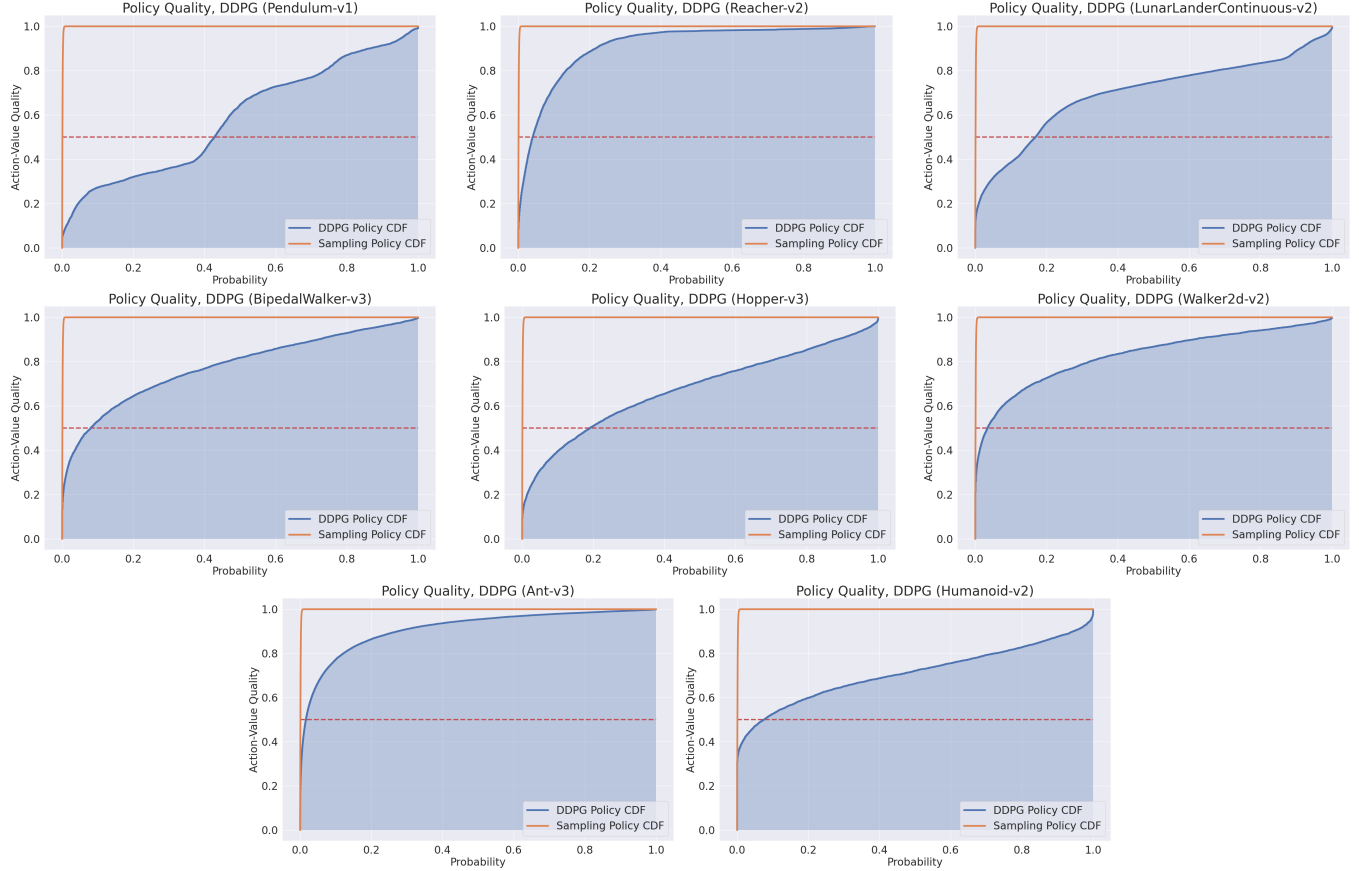 Policy Quality, DDPG (Pendulum-v1)
Action-Value Quality
1.0
0.8
0.6
0.4
0.2
0.0
DDPG Policy CDF
Sampling Policy CDF
0.0 0.2 0.4 0.6 0.8 1.0
Probability
Policy Quality, DDPG (Reacher-v2)
Action-Value Quality
1.0
0.8
0.6
0.4
0.2
0.0
DDPG Policy CDF
Sampling Policy CDF
0.0 0.2 0.4 0.6 0.8 1.0
Probability
Policy Quality, DDPG (LunarLanderContinuous-v2)
Action-Value Quality
1.0
0.8
0.6
0.4
0.2
0.0
DDPG Policy CDF
Sampling Policy CDF
0.0 0.2 0.4 0.6 0.8 1.0
Probability
Policy Quality, DDPG (BipedalWalker-v3)
Action-Value Quality
1.0
0.8
0.6
0.4
0.2
0.0
DDPG Policy CDF
Sampling Policy CDF
0.0 0.2 0.4 0.6 0.8 1.0
Probability
Policy Quality, DDPG (Hopper-v3)
Action-Value Quality
1.0
0.8
0.6
0.4
0.2
0.0
DDPG Policy CDF
Sampling Policy CDF
0.0 0.2 0.4 0.6 0.8 1.0
Probability
Policy Quality, DDPG (Walker2d-v2)
Action-Value Quality
1.0
0.8
0.6
0.4
0.2
0.0
DDPG Policy CDF
Sampling Policy CDF
0.0 0.2 0.4 0.6 0.8 1.0
Probability
Policy Quality, DDPG (Ant-v3)
Action-Value Quality
1.0
0.8
0.6
0.4
0.2
0.0
DDPG Policy CDF
Sampling Policy CDF
0.0 0.2 0.4 0.6 0.8 1.0
Probability
Policy Quality, DDPG (Humanoid-v2)
Action-Value Quality
1.0
0.8
0.6
0.4
0.2
0.0
DDPG Policy CDF
Sampling Policy CDF
0.0 0.2 0.4 0.6 0.8 1.0
Probability